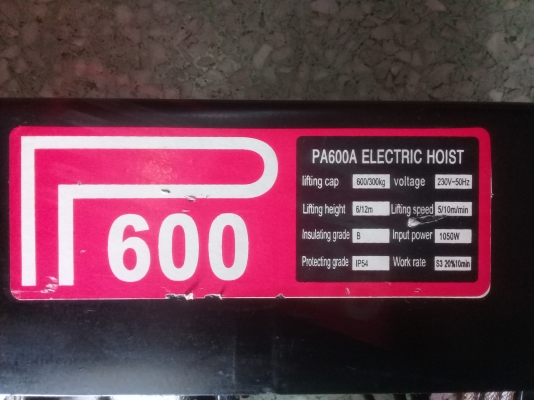 P
600
PA600A ELECTRIC HOIST
lifting cap 600/300kg voltage 230V~50Hz
Lifting height 6/12m Lifting speed 5/10m/min
Insulating grade B Input power 1050W
Protecting grade IP54 Work rate S3 20%10min